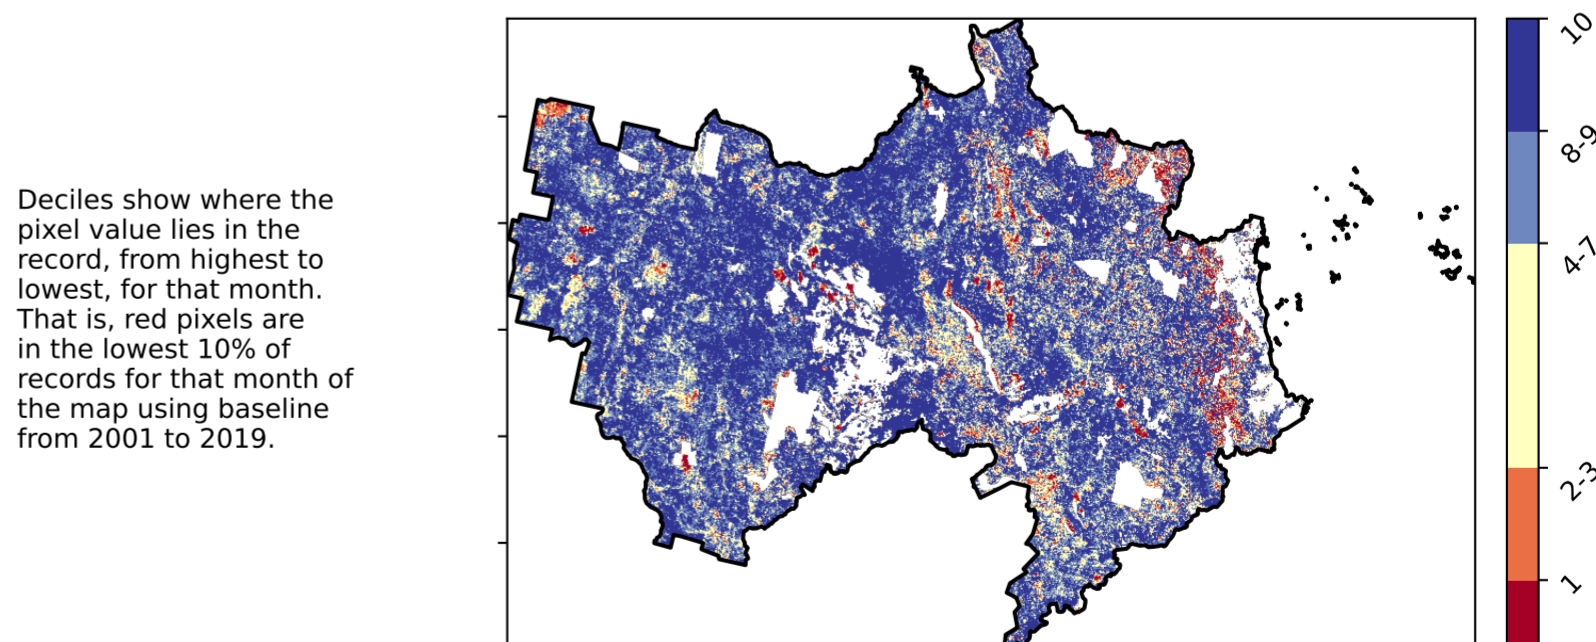 Deciles show where the
pixel value lies in the
record, from highest to
lowest, for that month.
That is, red pixels are
in the lowest 10% of
records for that month of
the map using baseline
from 2001 to 2019.
10
8-9
4-7
2-3
1